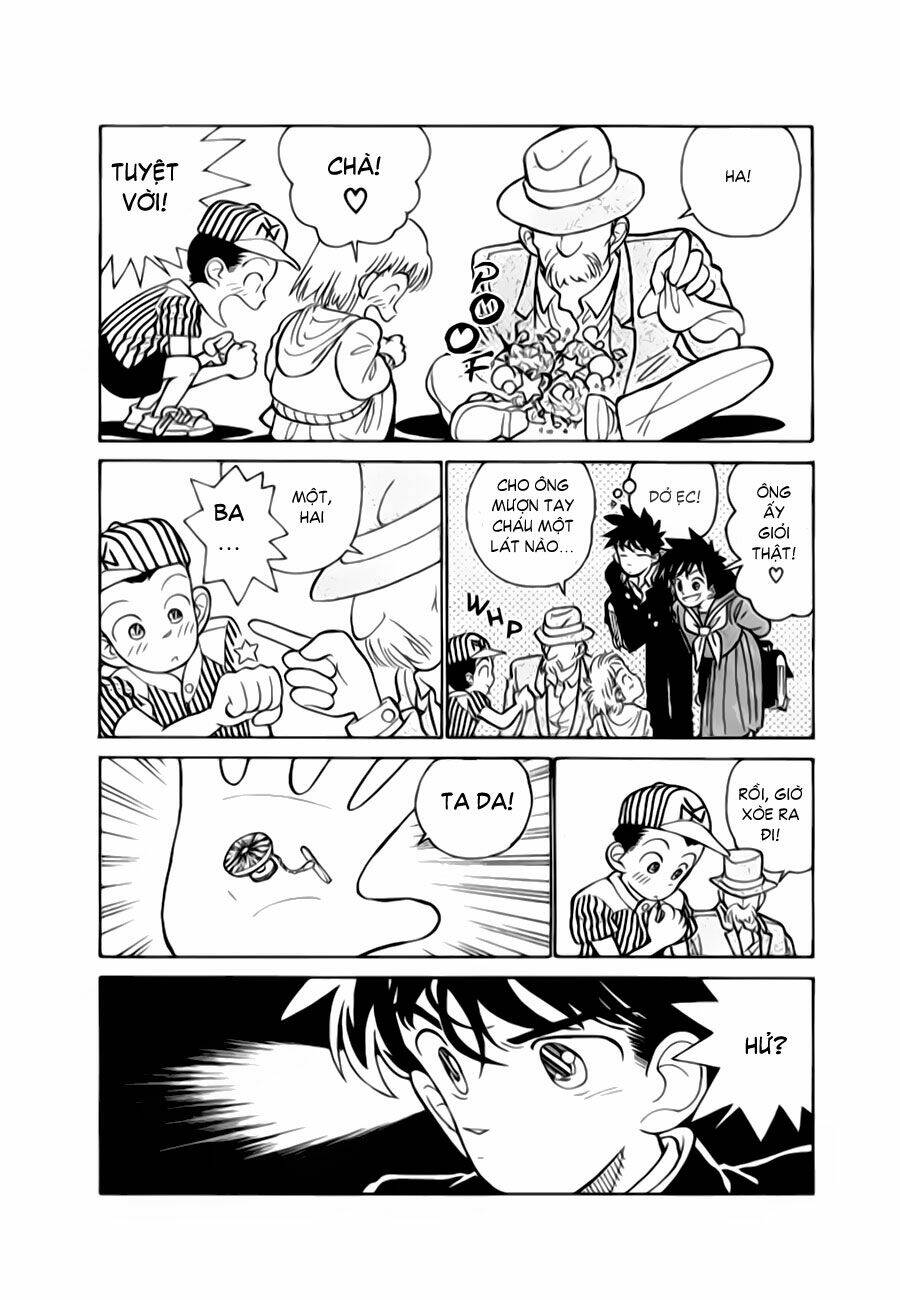 HA!
POOF
CHÀ!
♡
TUYỆT
VỜI!
ÔNG
ẤY
GIỎI
THẬT!
♡
DỞ ẸC!
CHO ÔNG
MƯỢN TAY
CHÁU MỘT
LÁT NÀO...
WHP
MỘT,
HAI
BA
...
RỒI, GIỜ
XÒE RA
ĐI!
TA DA!
HỬ?